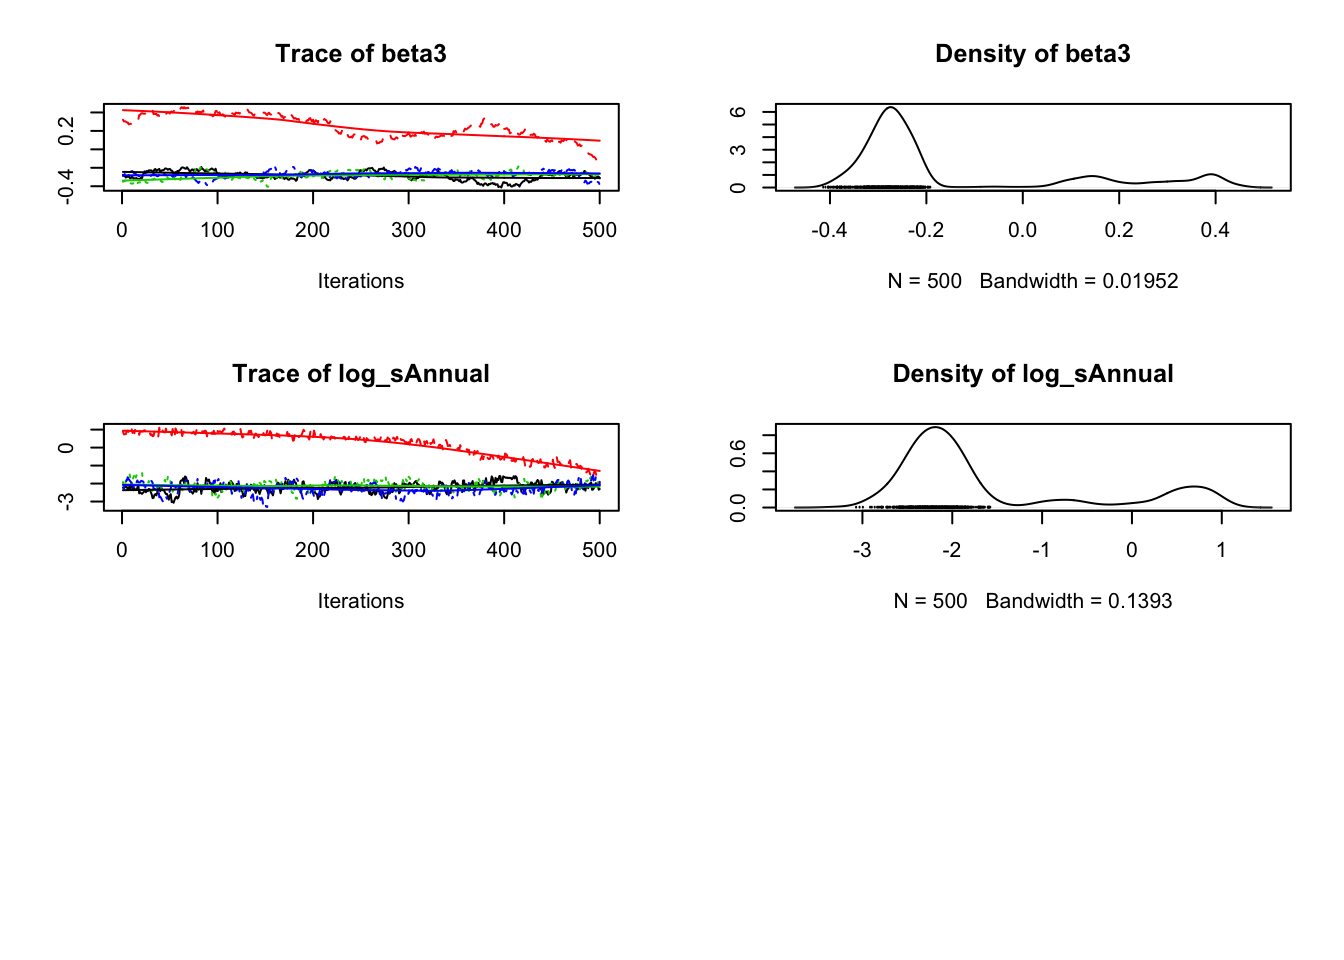 Trace of beta3
0.2
-0.4
0 100 200 300 400 500
Iterations
Density of beta3
6
3
0
-0.4 -0.2 0.0 0.2 0.4
N = 500 Bandwidth = 0.01952
Trace of log_sAnnual
0
-3
0 100 200 300 400 500
Iterations
Density of log_sAnnual
0.6
0.0
-3 -2 -1 0 1
N = 500 Bandwidth = 0.1393